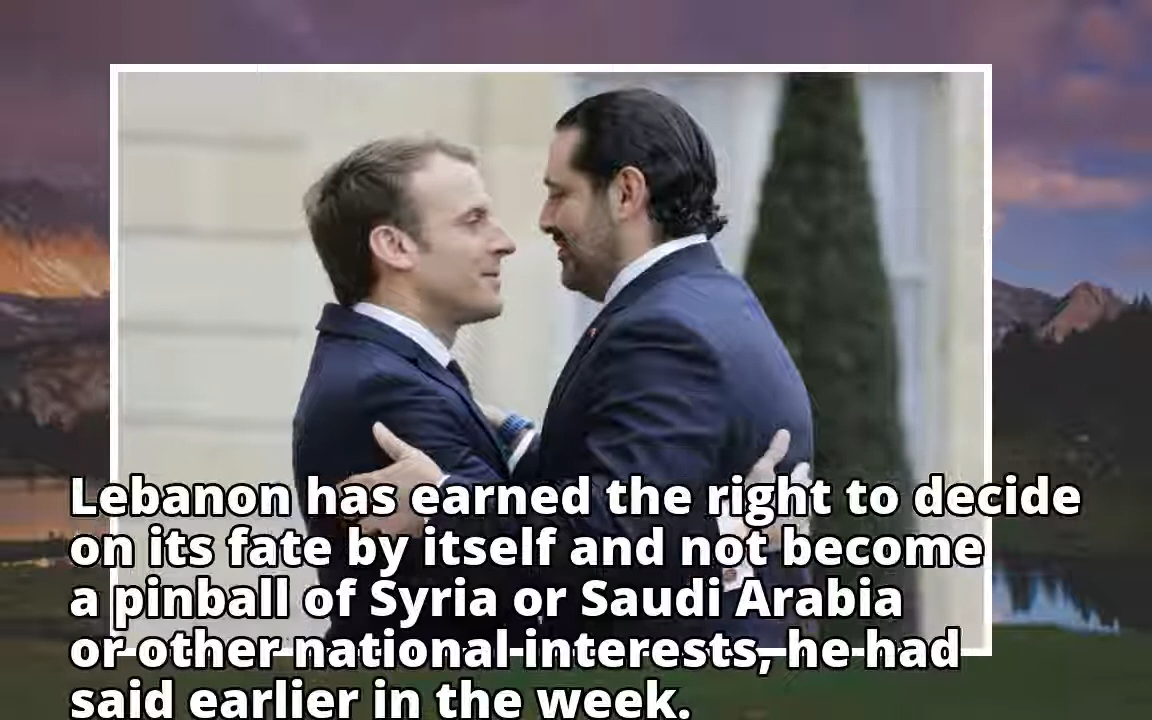 Lebanon has earned the right to decide
on its fate by itself and not become
a pinball of Syria or Saudi Arabia
or other national interests, he had
said earlier in the week.